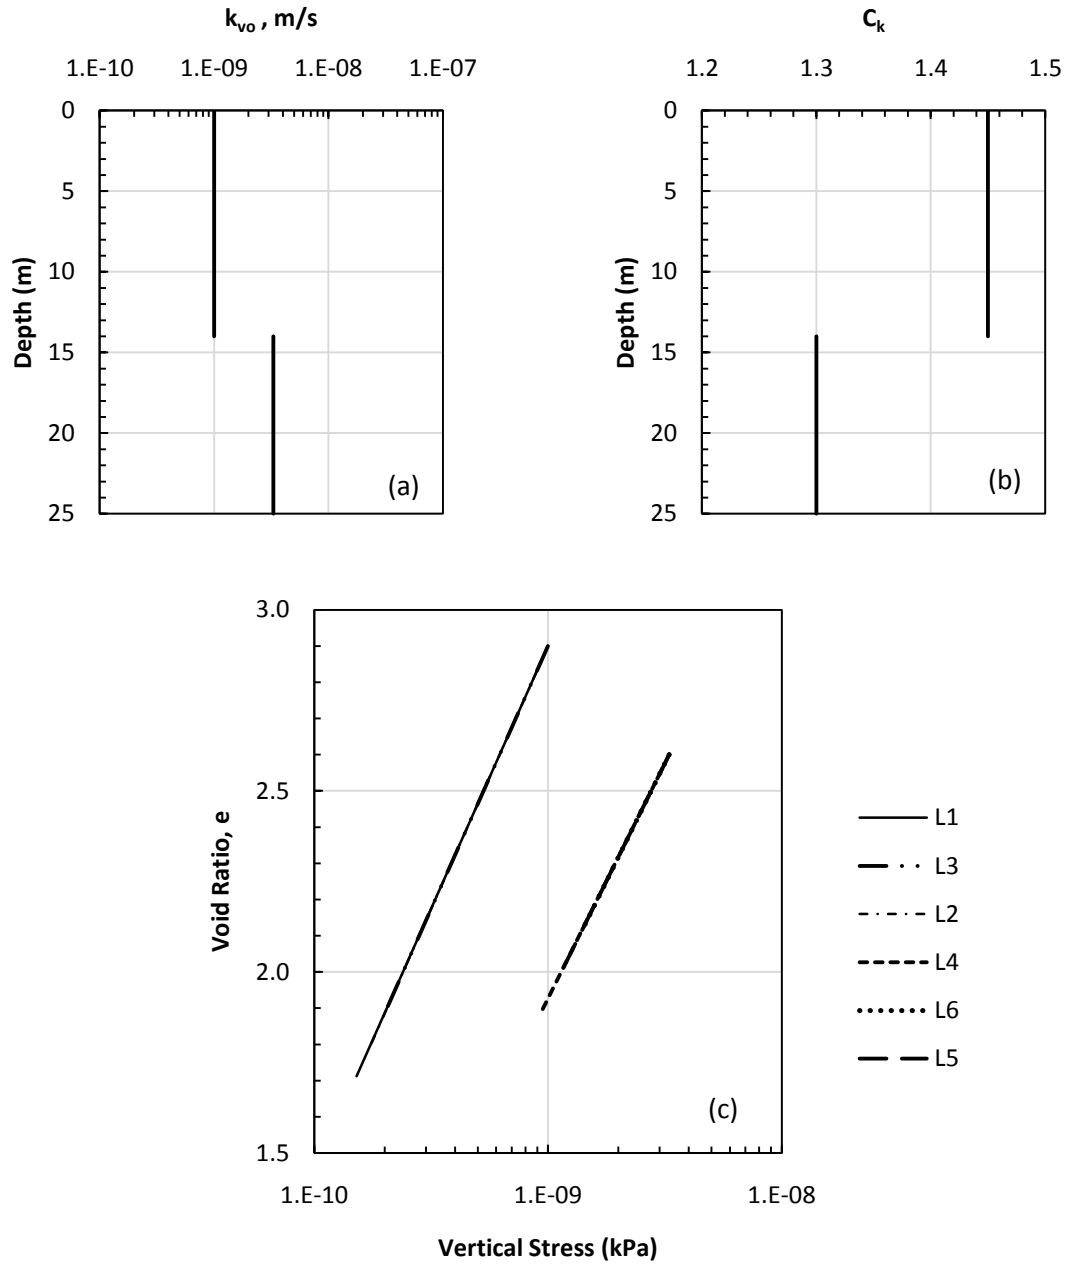 k_vo , m/s
1.E-10 1.E-09 1.E-08 1.E-07
0
5
10
15
20
25
Depth (m)
(a)
C_k
1.2 1.3 1.4 1.5
0
5
10
15
20
25
Depth (m)
(b)
3.0
2.5
2.0
1.5
Void Ratio, e
(c)
1.E-10 1.E-09 1.E-08
Vertical Stress (kPa)
L1
L3
L2
L4
L6
L5